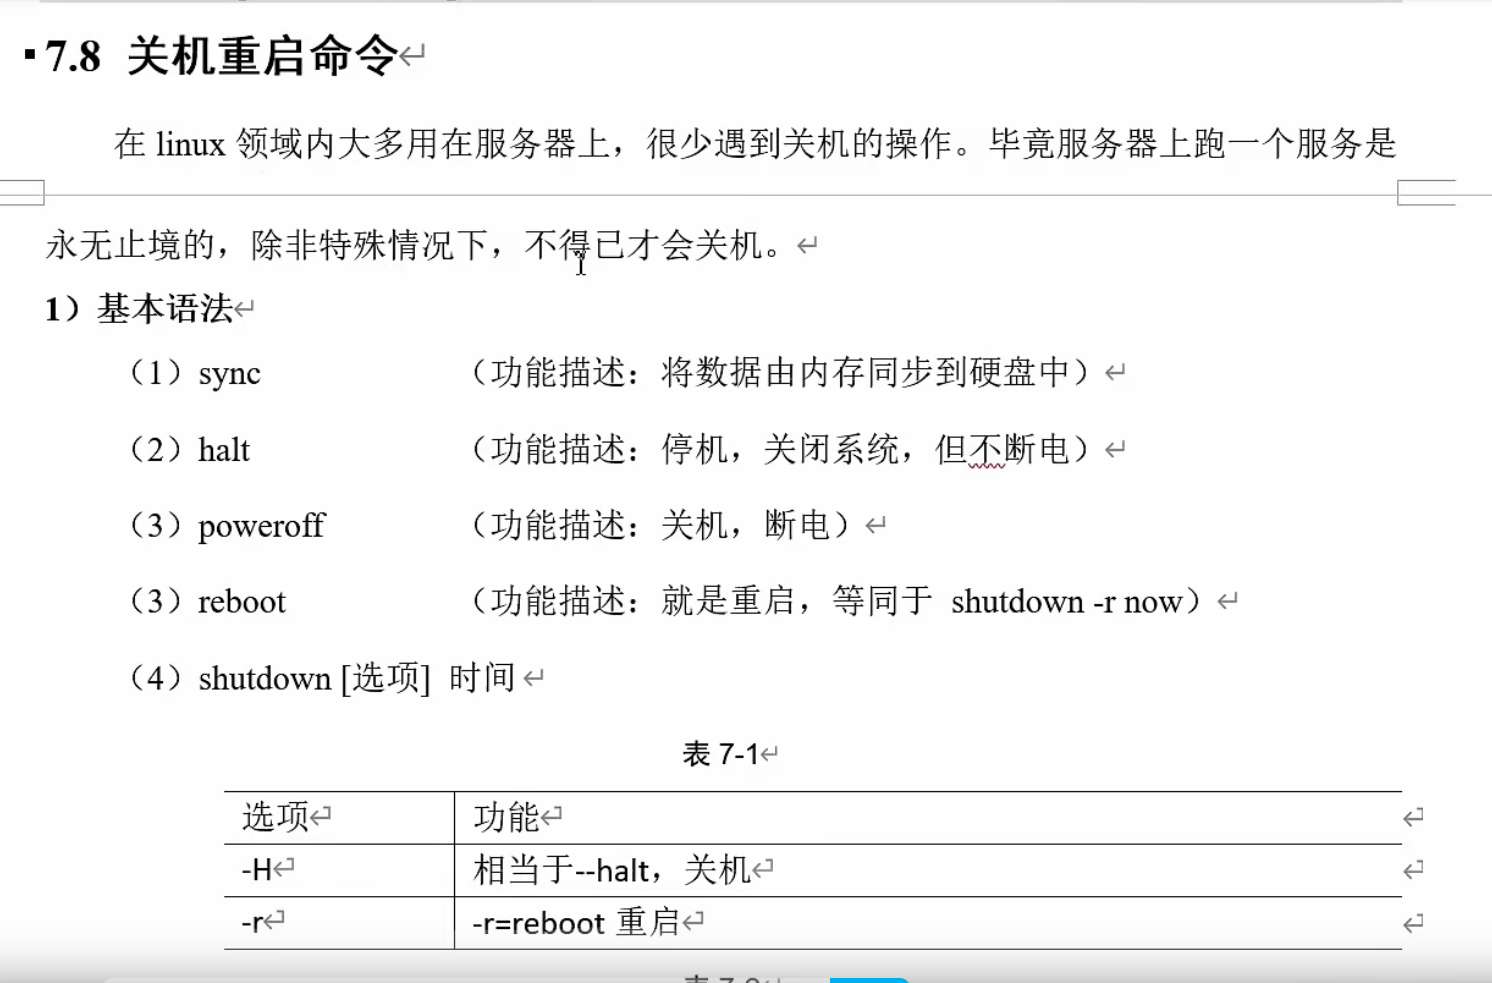 7.8 关机重启命令
在 linux 领域内大多用在服务器上，很少遇到关机的操作。毕竟服务器上跑一个服务是
永无止境的，除非特殊情况下，不得已才会关机。
1）基本语法
（1）sync （功能描述：将数据由内存同步到硬盘中）
（2）halt （功能描述：停机，关闭系统，但不断电）
（3）poweroff （功能描述：关机，断电）
（3）reboot （功能描述：就是重启，等同于 shutdown -r now）
（4）shutdown [选项] 时间
表 7-1
选项 功能
-H 相当于--halt，关机
-r -r=reboot 重启